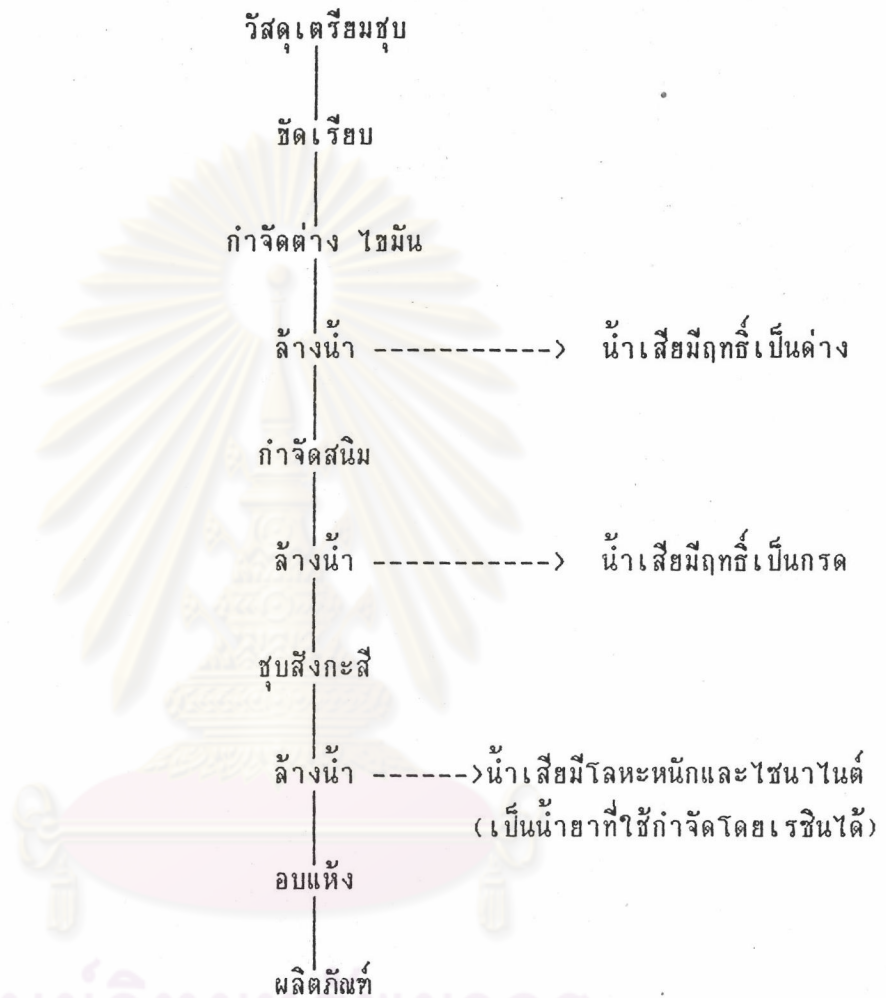 วัสดุเตรียมชุบ
ขัดเรียบ
กำจัดต่าง ไขมัน
ล้างน้ำ -----------> น้ำเสียมีฤทธิ์เป็นด่าง
กำจัดสนิม
ล้างน้ำ -----------> น้ำเสียมีฤทธิ์เป็นกรด
ชุบสังกะสี
ล้างน้ำ ------>น้ำเสียมีโลหะหนักและไซนาไนต์
(เป็นน้ำยาที่ใช้กำจัดโดยเรซินได้)
อบแห้ง
ผลิตภัณฑ์